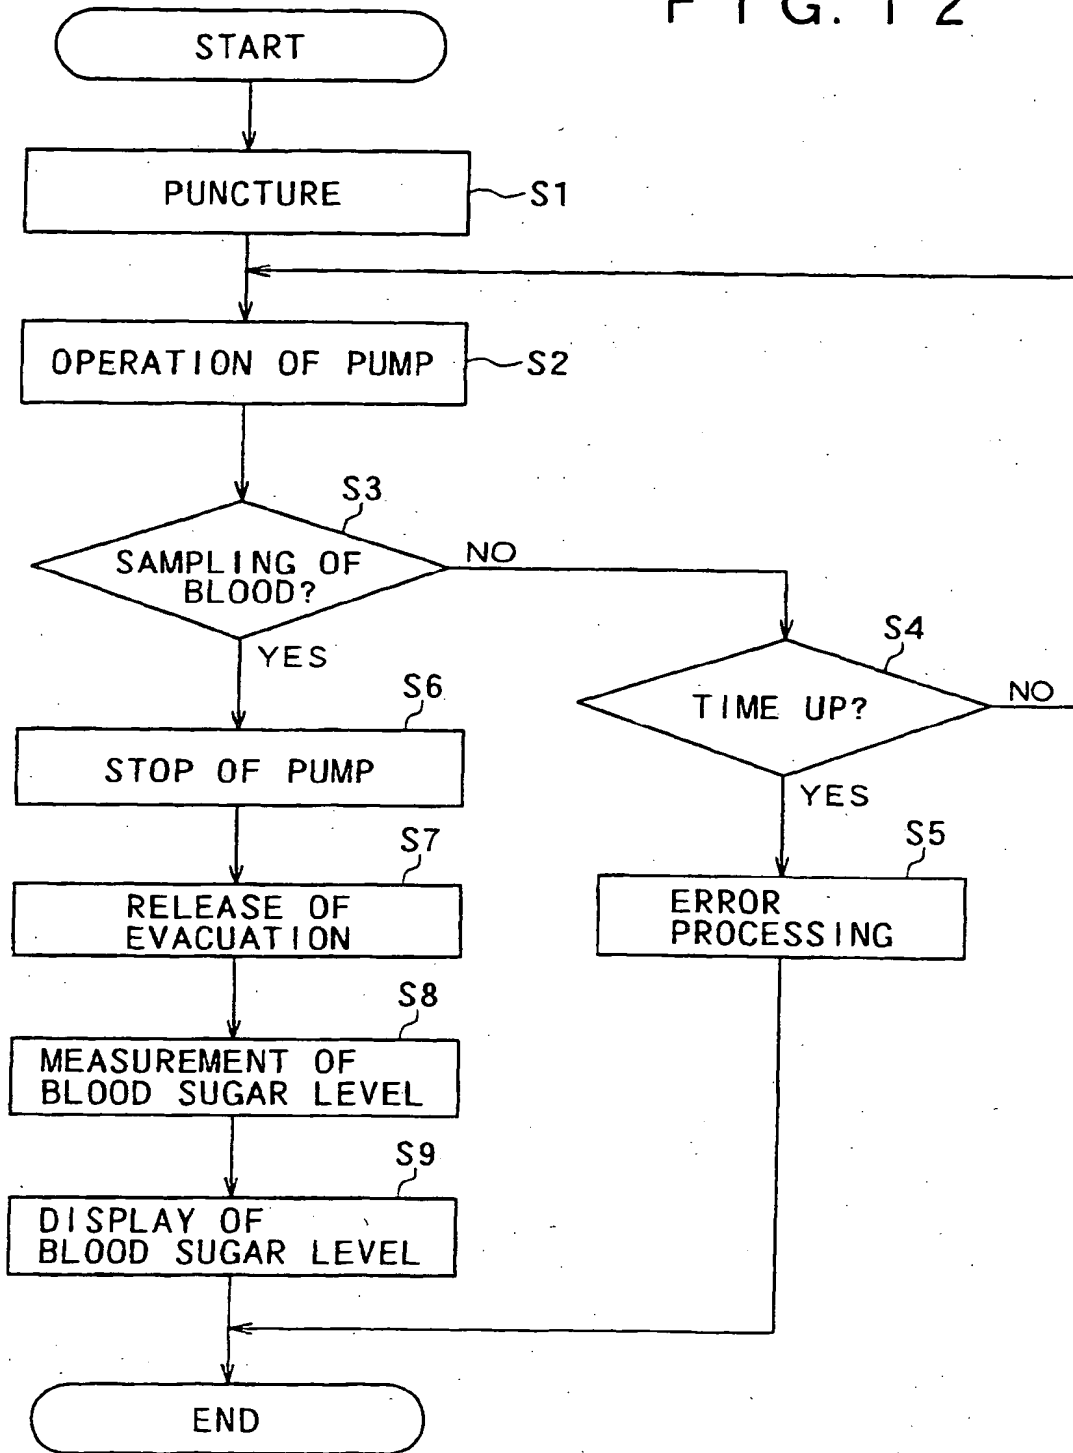 FIG. 12
START
PUNCTURE
S1
OPERATION OF PUMP
S2
S3
SAMPLING OF
BLOOD?
NO
YES
S4
TIME UP?
NO
YES
S5
ERROR
PROCESSING
S6
STOP OF PUMP
S7
RELEASE OF
EVACUATION
S8
MEASUREMENT OF
BLOOD SUGAR LEVEL
S9
DISPLAY OF
BLOOD SUGAR LEVEL
END